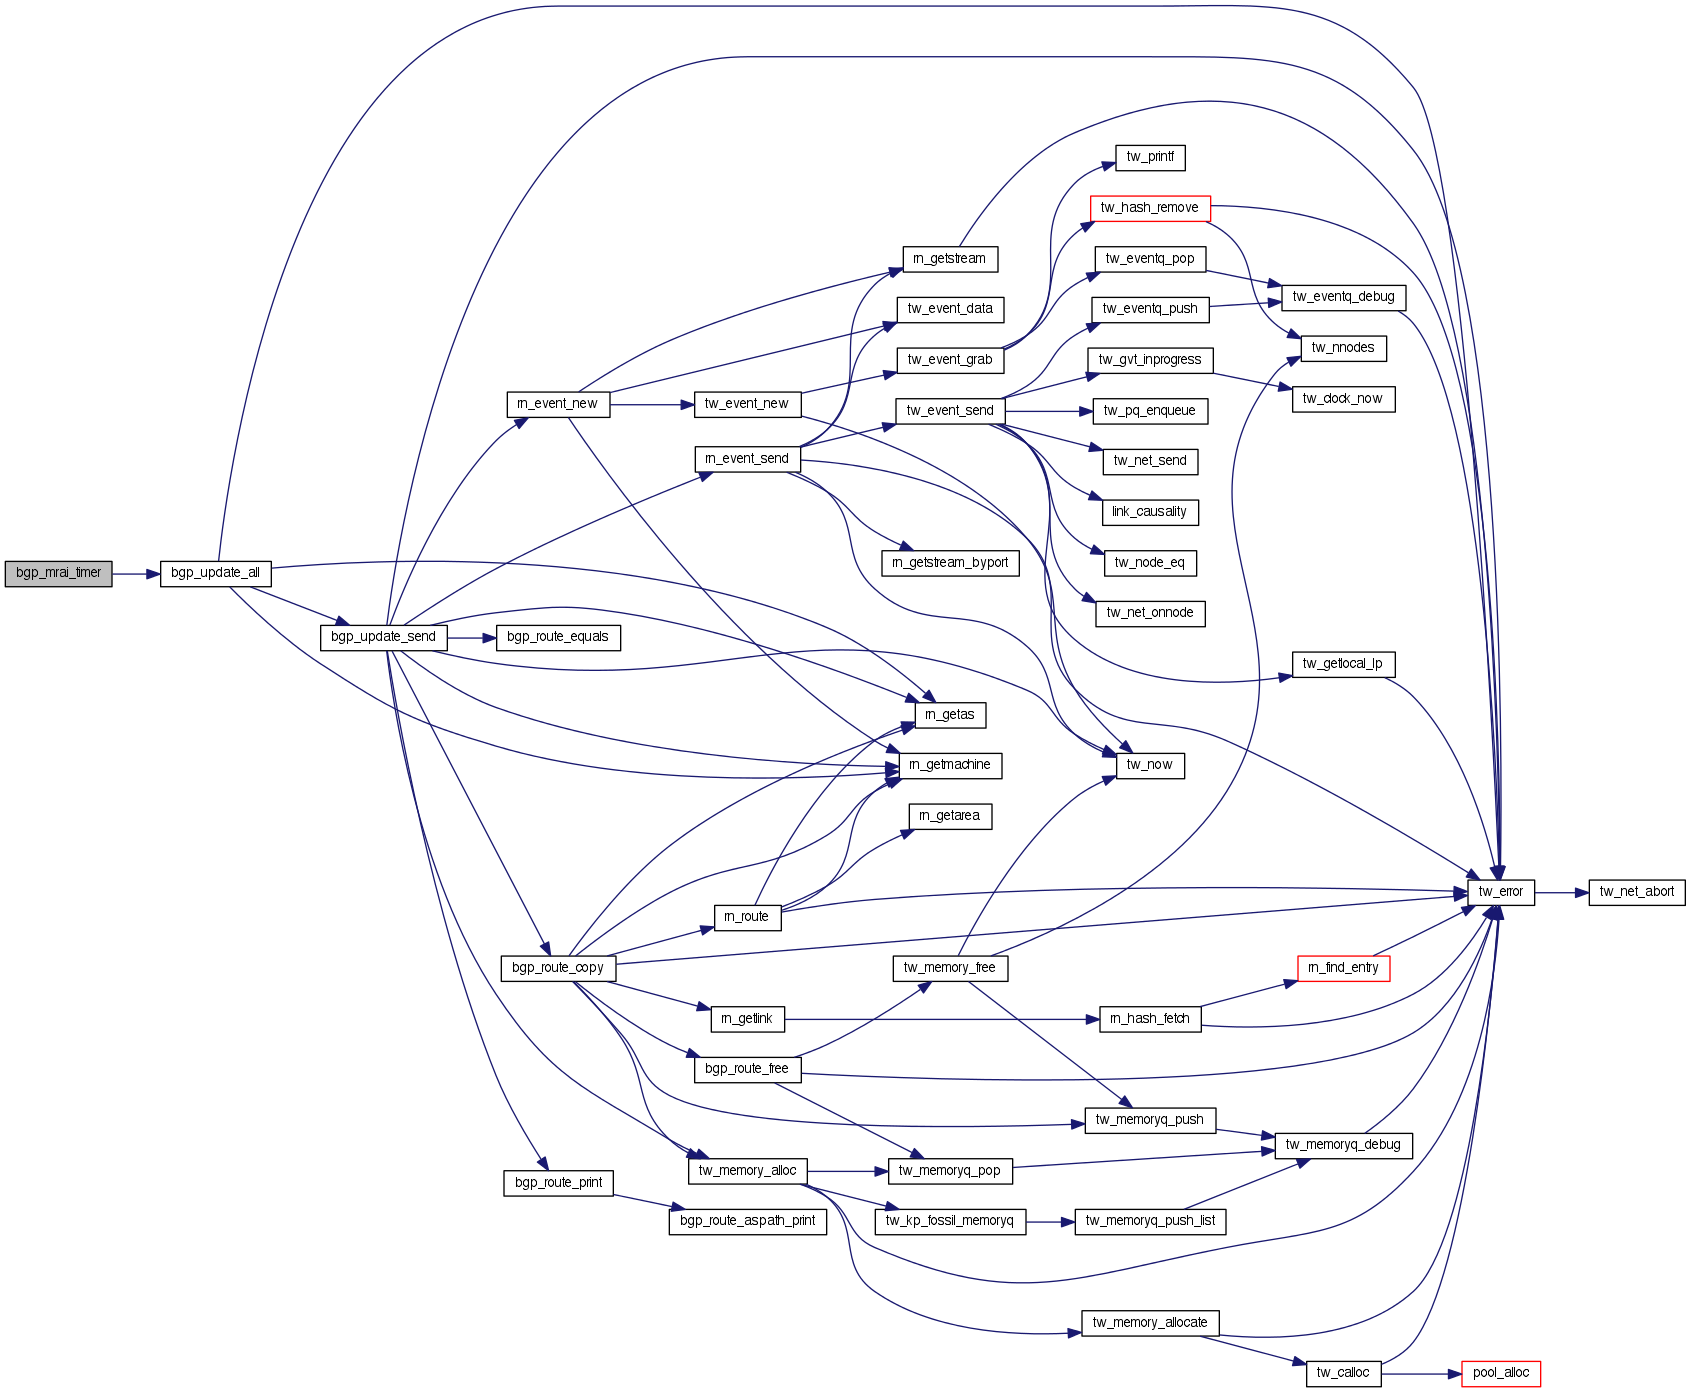 tw_printf
tw_hash_remove
rn_getstream
tw_eventq_pop
tw_eventq_debug
tw_event_data
tw_eventq_push
tw_nnodes
tw_event_grab
tw_gvt_inprogress
tw_clock_now
rn_event_new
tw_event_new
tw_event_send
tw_pq_enqueue
rn_event_send
tw_net_send
link_causality
rn_getstream_byport
tw_node_eq
bgp_mrai_timer
bgp_update_all
tw_net_onnode
bgp_update_send
bgp_route_equals
tw_getlocal_lp
rn_getas
rn_getmachine
tw_now
rn_getarea
tw_error
tw_net_abort
rn_route
bgp_route_copy
tw_memory_free
rn_find_entry
rn_getlink
rn_hash_fetch
bgp_route_free
tw_memoryq_push
tw_memoryq_debug
tw_memory_alloc
tw_memoryq_pop
bgp_route_print
bgp_route_aspath_print
tw_kp_fossil_memoryq
tw_memoryq_push_list
tw_memory_allocate
tw_calloc
pool_alloc